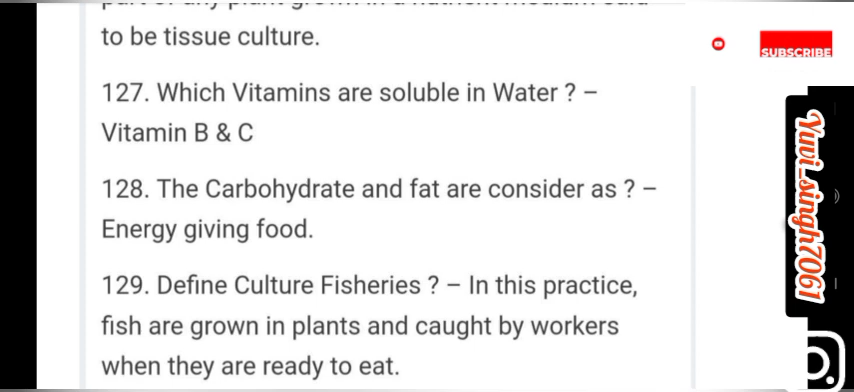 to be tissue culture.
127. Which Vitamins are soluble in Water ? –
Vitamin B & C
128. The Carbohydrate and fat are consider as ? –
Energy giving food.
129. Define Culture Fisheries ? – In this practice,
fish are grown in plants and caught by workers
when they are ready to eat.
SUBSCRIBE
Yuvi_singh7061